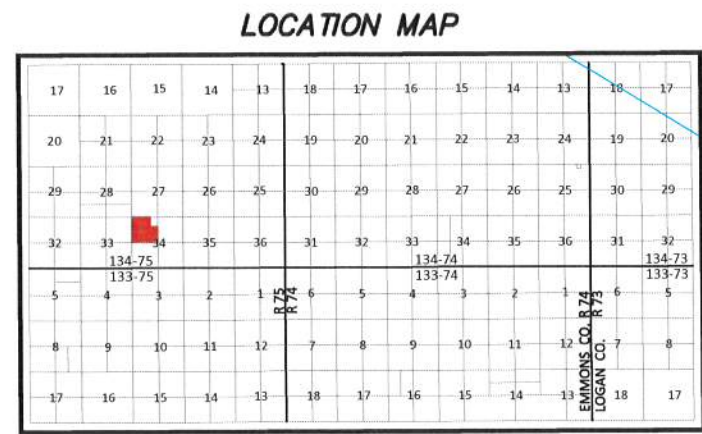 LOCATION MAP
17 16 15 14 13 18 17 16 15 14 13 18 17
20 21 22 23 24 19 20 21 22 23 24 19 20
29 28 27 26 25 30 29 28 27 26 25 30 29
32 33 34 35 36 31 32 33 34 35 36 31 32
134-75 134-74 134-73
133-75 133-74 133-73
5 4 3 2 1 6 5 4 3 2 1 6 5
R 75
R 74
8 9 10 11 12 7 8 9 10 11 12 7 8
EMMONS CO. R 74
LOGAN CO. R 73
17 16 15 14 13 18 17 16 15 14 13 18 17